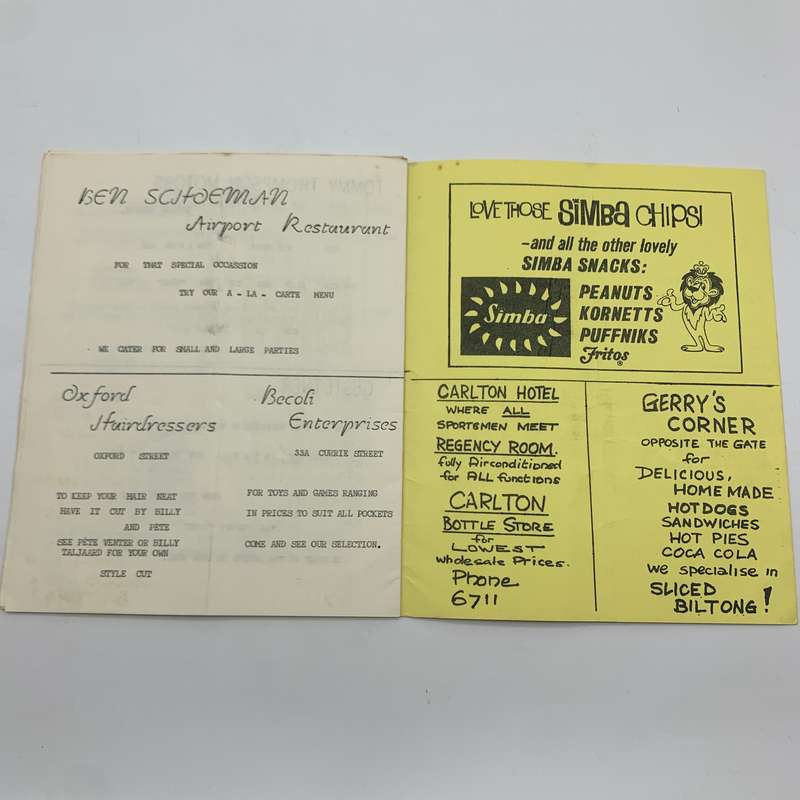 BEN SCHOEMAN
Airport Restaurant
FOR THAT SPECIAL OCCASSION
TRY OUR A - LA - CARTE MENU
WE CATER FOR SMALL AND LARGE PARTIES
Oxford
Hairdressers
OXFORD STREET
TO KEEP YOUR HAIR NEAT
HAVE IT CUT BY BILLY
AND PETE
SEE PÈTE VENTER OR BILLY
TALJAARD FOR YOUR OWN
STYLE CUT
Becoli
Enterprises
33A CURRIE STREET
FOR TOYS AND GAMES RANGING
IN PRICES TO SUIT ALL POCKETS
COME AND SEE OUR SELECTION.
LOVE THOSE SIMBA CHIPS!
-and all the other lovely
SIMBA SNACKS:
Simba
PEANUTS
KORNETTS
PUFFNIKS
Fritos®
CARLTON HOTEL
WHERE ALL
SPORTSMEN MEET
REGENCY ROOM.
fully Airconditioned
for ALL functions
CARLTON
BOTTLE STORE
for
LOWEST
wholesale Prices.
Phone
6711
GERRY'S
CORNER
OPPOSITE THE GATE
for
DELICIOUS,
HOME MADE
HOTDOGS
SANDWICHES
HOT PIES
COCA COLA
we specialise in
SLICED
BILTONG!